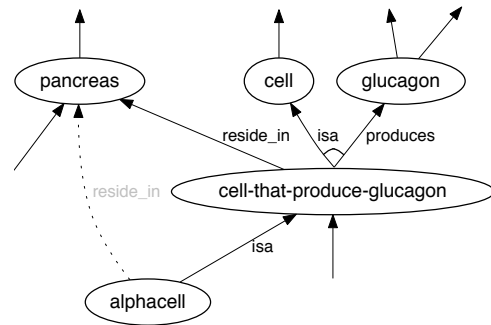 pancreas
cell
glucagon
reside_in
isa
produces
reside_in
cell-that-produce-glucagon
isa
alphacell